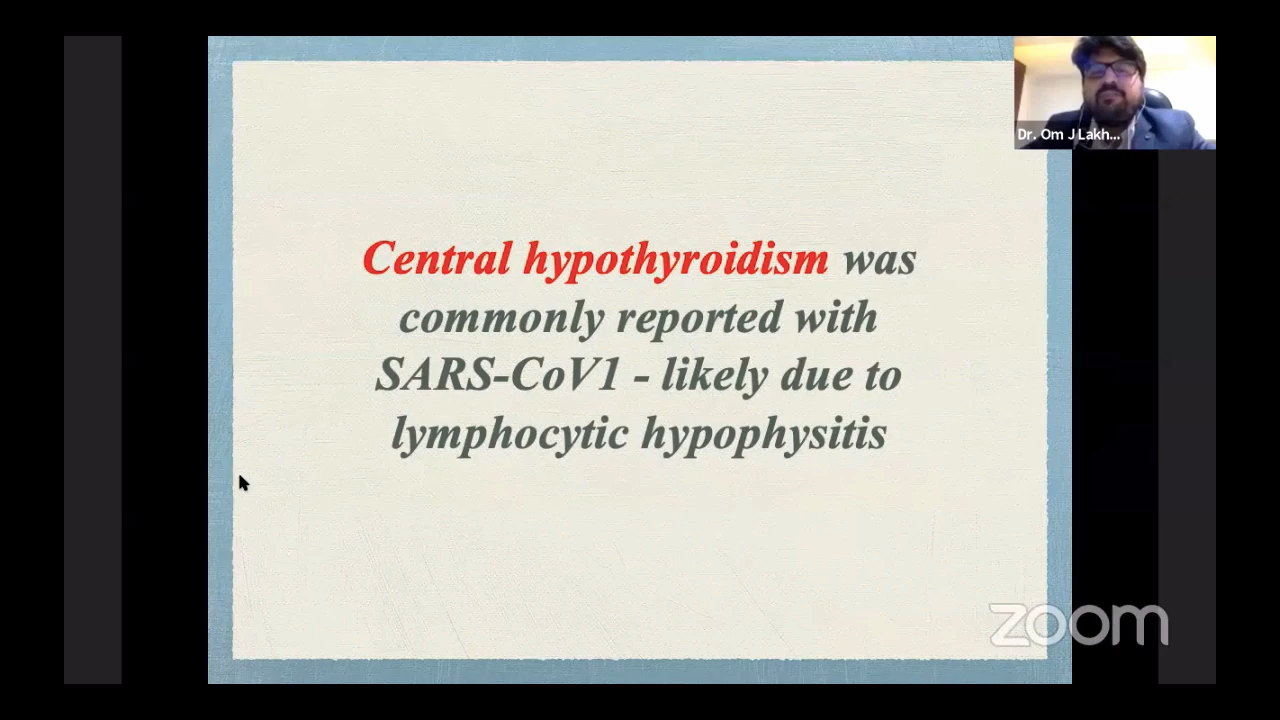 Dr. Om J Lakh...
Central hypothyroidism was
commonly reported with
SARS-CoV1 - likely due to
lymphocytic hypophysitis
zoom